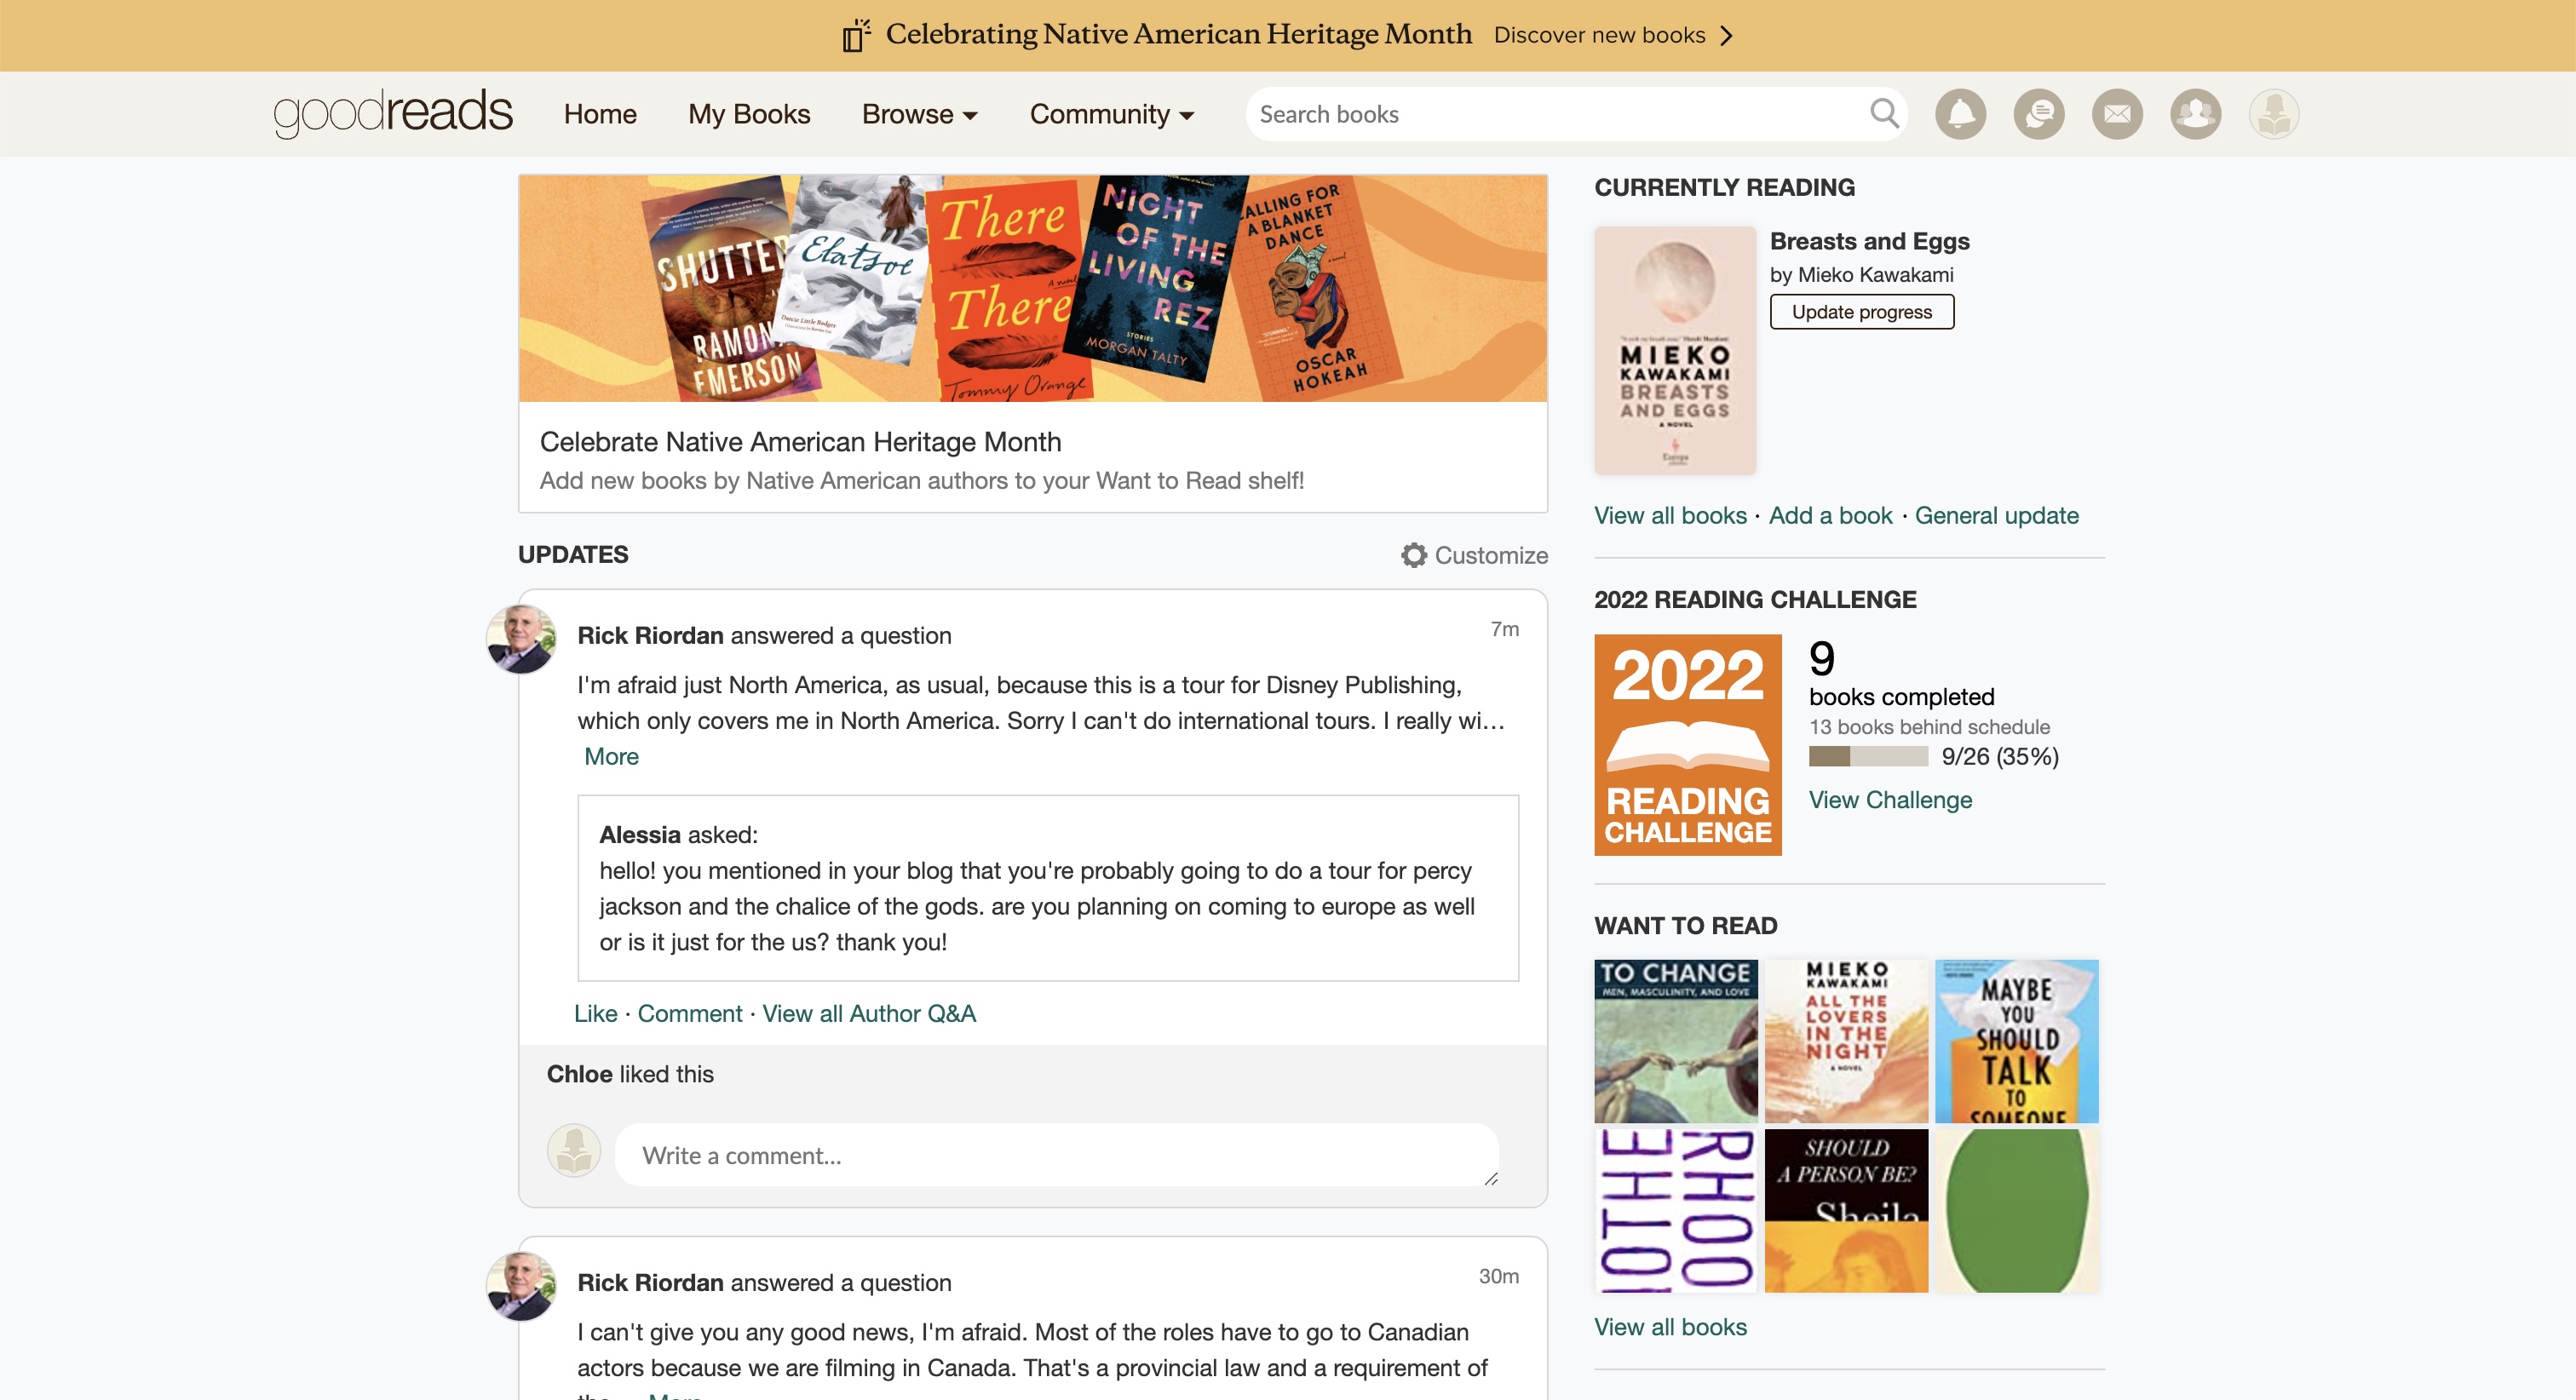 Celebrating Native American Heritage Month Discover new books
goodreads Home My Books Browse Community Search books
SHUTTER
RAMONA
EMERSON
Elatsoe
Darcie Little Badger
There
A novel
There
Tommy Orange
NIGHT
OF THE
LIVING
REZ
STORIES
MORGAN TALTY
CALLING FOR
A BLANKET
DANCE
OSCAR
HOKEAH
Celebrate Native American Heritage Month
Add new books by Native American authors to your Want to Read shelf!
UPDATES
Customize
Rick Riordan answered a question
7m
I'm afraid just North America, as usual, because this is a tour for Disney Publishing,
which only covers me in North America. Sorry I can't do international tours. I really wi...
More
Alessia asked:
hello! you mentioned in your blog that you're probably going to do a tour for percy
jackson and the chalice of the gods. are you planning on coming to europe as well
or is it just for the us? thank you!
Like · Comment · View all Author Q&A
Chloe liked this
Write a comment...
Rick Riordan answered a question
30m
I can't give you any good news, I'm afraid. Most of the roles have to go to Canadian
actors because we are filming in Canada. That's a provincial law and a requirement of
CURRENTLY READING
MIEKO
KAWAKAMI
BREASTS
AND EGGS
A NOVEL
Europa
Breasts and Eggs
by Mieko Kawakami
Update progress
View all books · Add a book · General update
2022 READING CHALLENGE
2022
READING
CHALLENGE
9
books completed
13 books behind schedule
9/26 (35%)
View Challenge
WANT TO READ
TO CHANGE
MEN, MASCULINITY, AND LOVE
MIEKO
KAWAKAMI
ALL THE
LOVERS
IN THE
NIGHT
A NOVEL
MAYBE
YOU
SHOULD
TALK
TO
SOMEONE
OTHE
RHOO
SHOULD
A PERSON BE?
Sheila
View all books